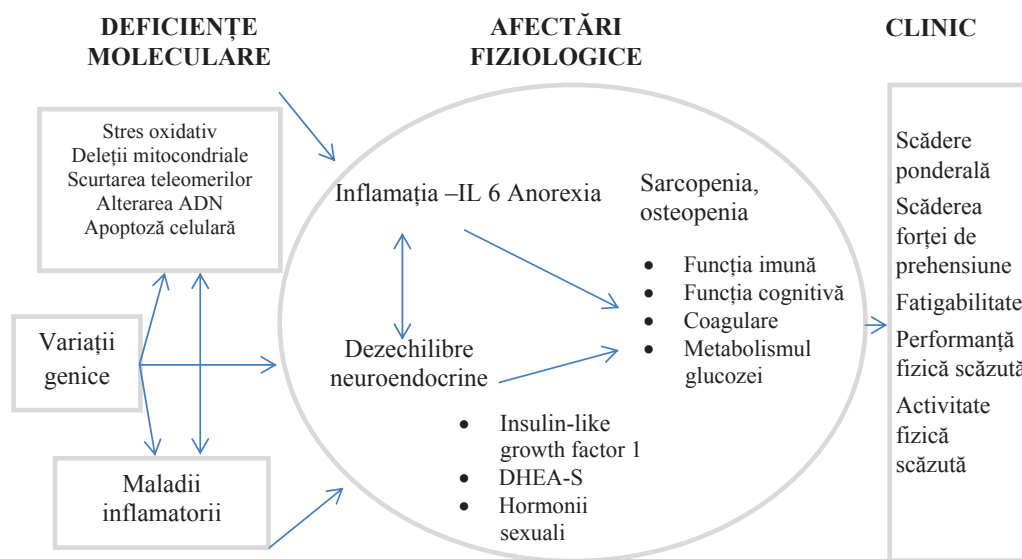 DEFICIENȚE
MOLECULARE
AFECTĂRI
FIZIOLOGICE
CLINIC
Stres oxidativ
Deleții mitocondriale
Scurtarea teleomerilor
Alterarea ADN
Apoptoză celulară
Variații
genice
Maladii
inflamatorii
Inflamația –IL 6 Anorexia
Dezechilibre
neuroendocrine
• Insulin-like
growth factor 1
• DHEA-S
• Hormonii
sexuali
Sarcopenia,
osteopenia
• Funcția imună
• Funcția cognitivă
• Coagulare
• Metabolismul
glucozei
Scădere
ponderală
Scăderea
forței de
prehensiune
Fatigabilitate
Performanță
fizică scăzută
Activitate
fizică
scăzută